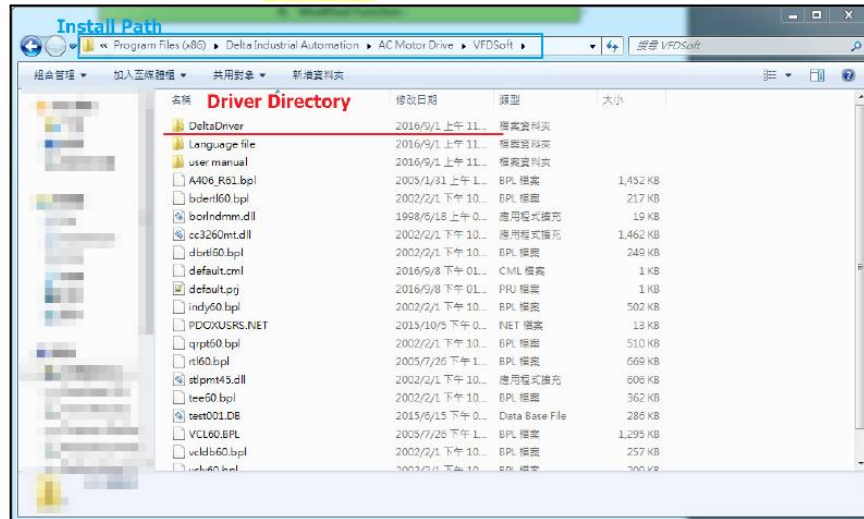 Install Path
« Program Files (x86) ▸ Delta Industrial Automation ▸ AC Motor Drive ▸ VFDSoft ▸
搜尋 VFDSoft
組合管理 ▾ 加入至媒體櫃 ▾ 共用對象 ▾ 新增資料夾
名稱 Driver Directory 修改日期 類型 大小
DeltaDriver 2016/9/1 上午 11... 檔案資料夾
Language file 2016/9/1 上午 11... 檔案資料夾
user manual 2016/9/1 上午 11... 檔案資料夾
A406_R61.bpl 2005/1/31 上午 1... BPL 檔案 1,452 KB
bdertl60.bpl 2002/2/1 下午 10... BPL 檔案 217 KB
borlndmm.dll 1998/6/18 上午 0... 應用程式擴充 19 KB
cc3260mt.dll 2002/2/1 下午 10... 應用程式擴充 1,462 KB
dbrtl60.bpl 2002/2/1 下午 10... BPL 檔案 249 KB
default.cml 2016/9/8 下午 01... CML 檔案 1 KB
default.prj 2016/9/8 下午 01... PRJ 檔案 1 KB
indy60.bpl 2002/2/1 下午 10... BPL 檔案 502 KB
PDOXUSRS.NET 2015/10/5 下午 0... NET 檔案 13 KB
qrpt60.bpl 2002/2/1 下午 10... BPL 檔案 510 KB
rtl60.bpl 2005/7/26 下午 1... BPL 檔案 669 KB
stlpmt45.dll 2002/2/1 下午 10... 應用程式擴充 606 KB
tee60.bpl 2002/2/1 下午 10... BPL 檔案 362 KB
test001.DB 2015/6/15 下午 0... Data Base File 286 KB
VCL60.BPL 2005/7/26 下午 1... BPL 檔案 1,295 KB
vcldb60.bpl 2002/2/1 下午 10... BPL 檔案 257 KB